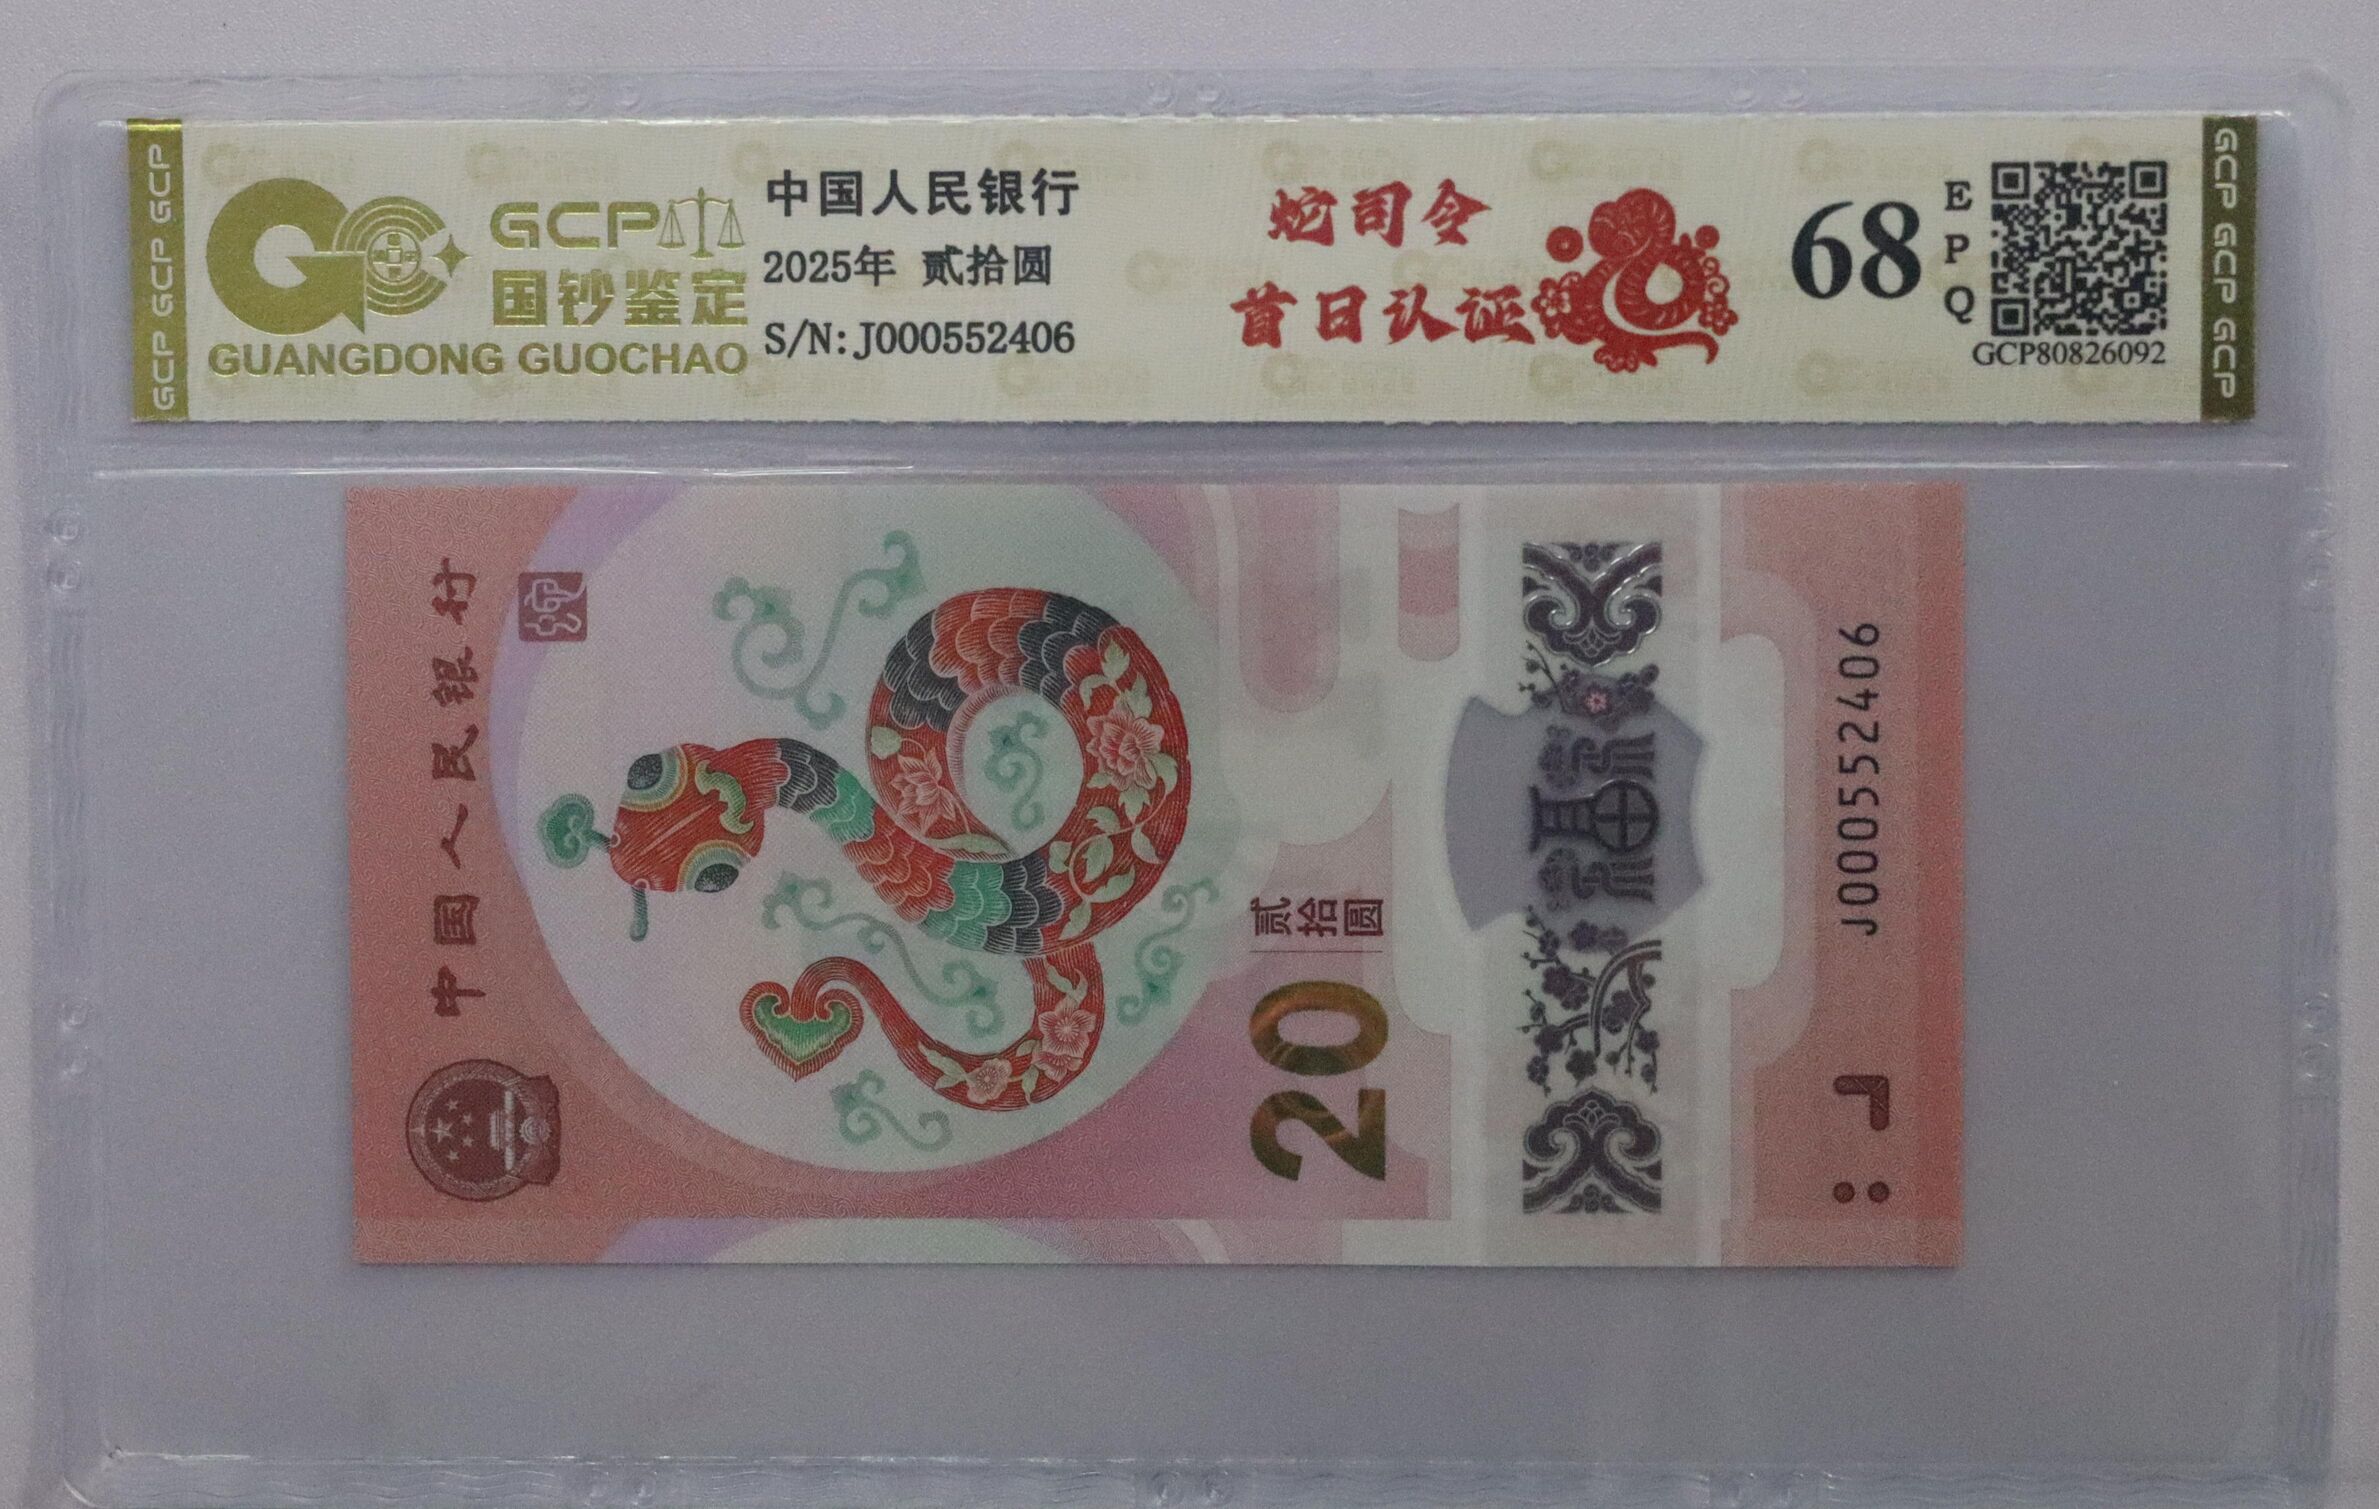 GCP
国钞鉴定
GUANGDONG GUOCHAO
中国人民银行
2025年 贰拾圆
S/N:J000552406
蛇司令
首日认证
68
EPQ
GCP80826092
GCP GCP GCP
GCP GCP GCP
中国人民银行
20
贰拾圆
福
J000552406